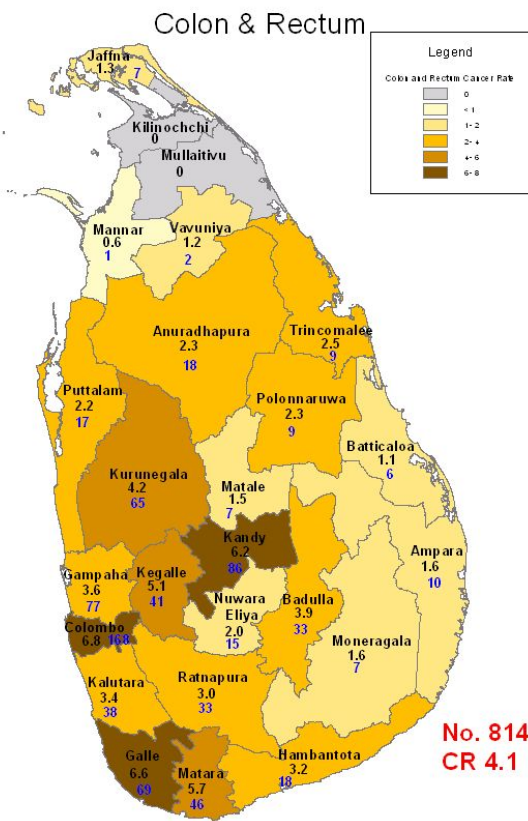 Colon & Rectum
Legend
Colon and Rectum Cancer Rate
0
< 1
1- 2
2- 4
4- 6
6- 8
Jaffna
1.3 7
Kilinochchi
0
Mullaitivu
0
Mannar
0.6
1
Vavuniya
1.2
2
Anuradhapura
2.3
18
Trincomalee
2.5
9
Puttalam
2.2
17
Polonnaruwa
2.3
9
Batticaloa
1.1
6
Kurunegala
4.2
65
Matale
1.5
7
Kandy
6.2
86
Ampara
1.6
10
Gampaha
3.6
77
Kegalle
5.1
41
Nuwara
Eliya
2.0
15
Badulla
3.9
33
Moneragala
1.6
7
Colombo
6.8 168
Kalutara
3.4
38
Ratnapura
3.0
33
Galle
6.6
69
Matara
5.7
46
Hambantota
3.2
18
No. 814
CR 4.1